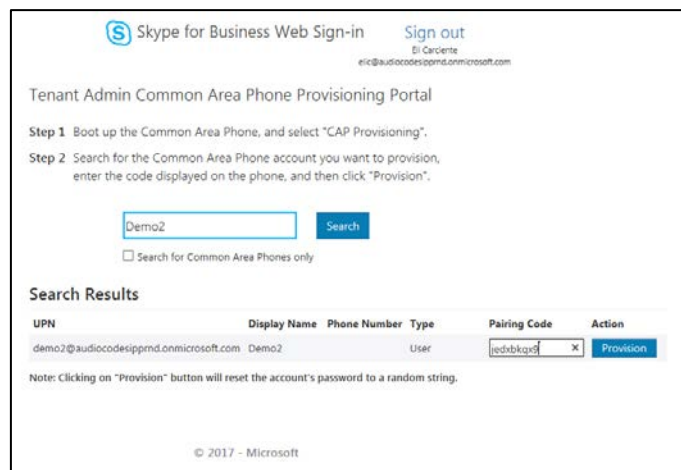 Skype for Business Web Sign-in
Sign out
Eli Carciente
elic@audiocodesipprnd.onmicrosoft.com
Tenant Admin Common Area Phone Provisioning Portal
Step 1 Boot up the Common Area Phone, and select "CAP Provisioning".
Step 2 Search for the Common Area Phone account you want to provision,
enter the code displayed on the phone, and then click "Provision".
Demo2
Search
Search for Common Area Phones only
Search Results
UPN Display Name Phone Number Type Pairing Code Action
demo2@audiocodesipprnd.onmicrosoft.com Demo2 User jedxbkqx9 × Provision
Note: Clicking on "Provision" button will reset the account's password to a random string.
© 2017 - Microsoft